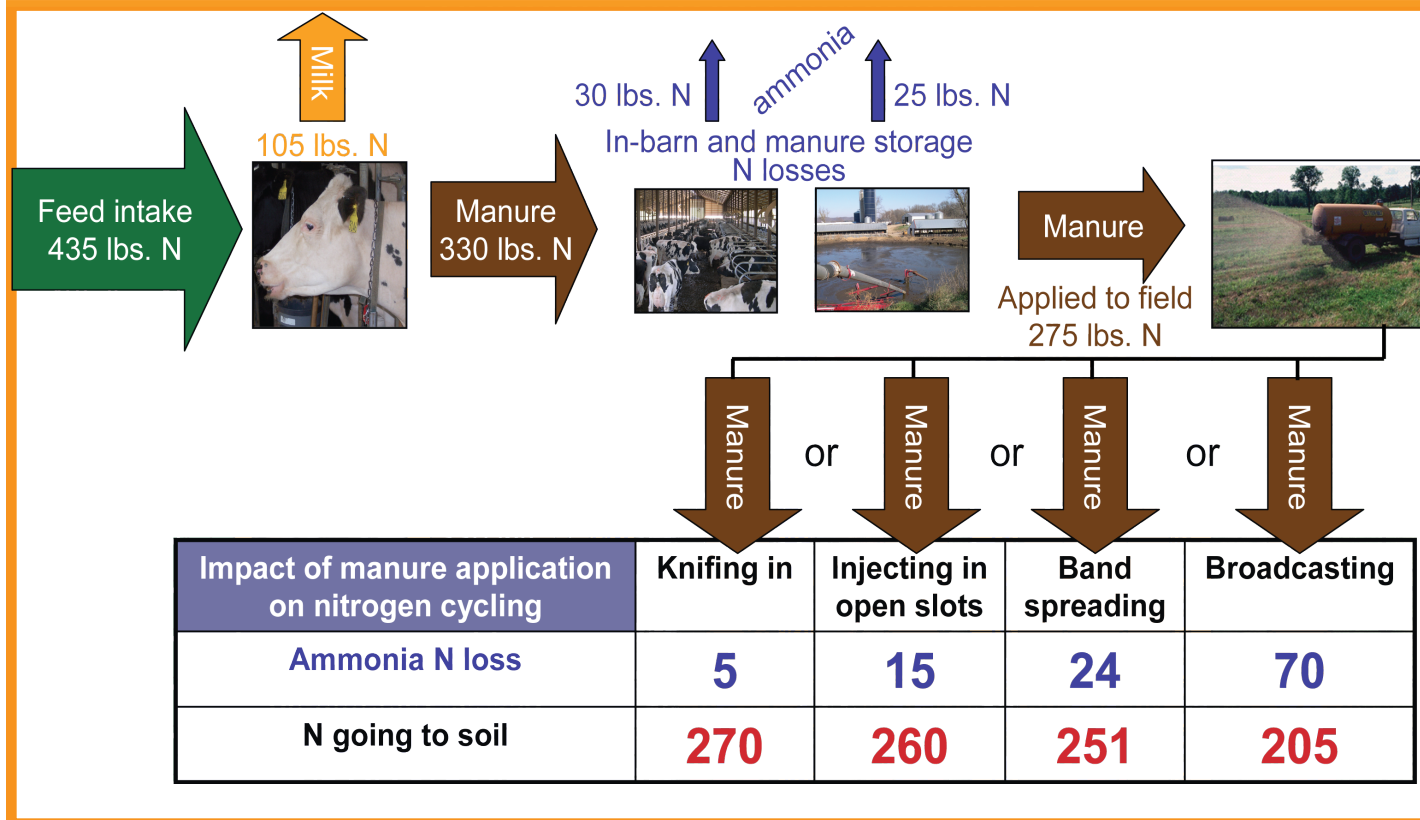 Milk
105 lbs. N
Feed intake
435 lbs. N
Manure
330 lbs. N
30 lbs. N
ammonia
25 lbs. N
In-barn and manure storage
N losses
Manure
Applied to field
275 lbs. N
Manure
or
Manure
or
Manure
or
Manure
Impact of manure application
on nitrogen cycling
Knifing in
Injecting in
open slots
Band
spreading
Broadcasting
Ammonia N loss
5
15
24
70
N going to soil
270
260
251
205